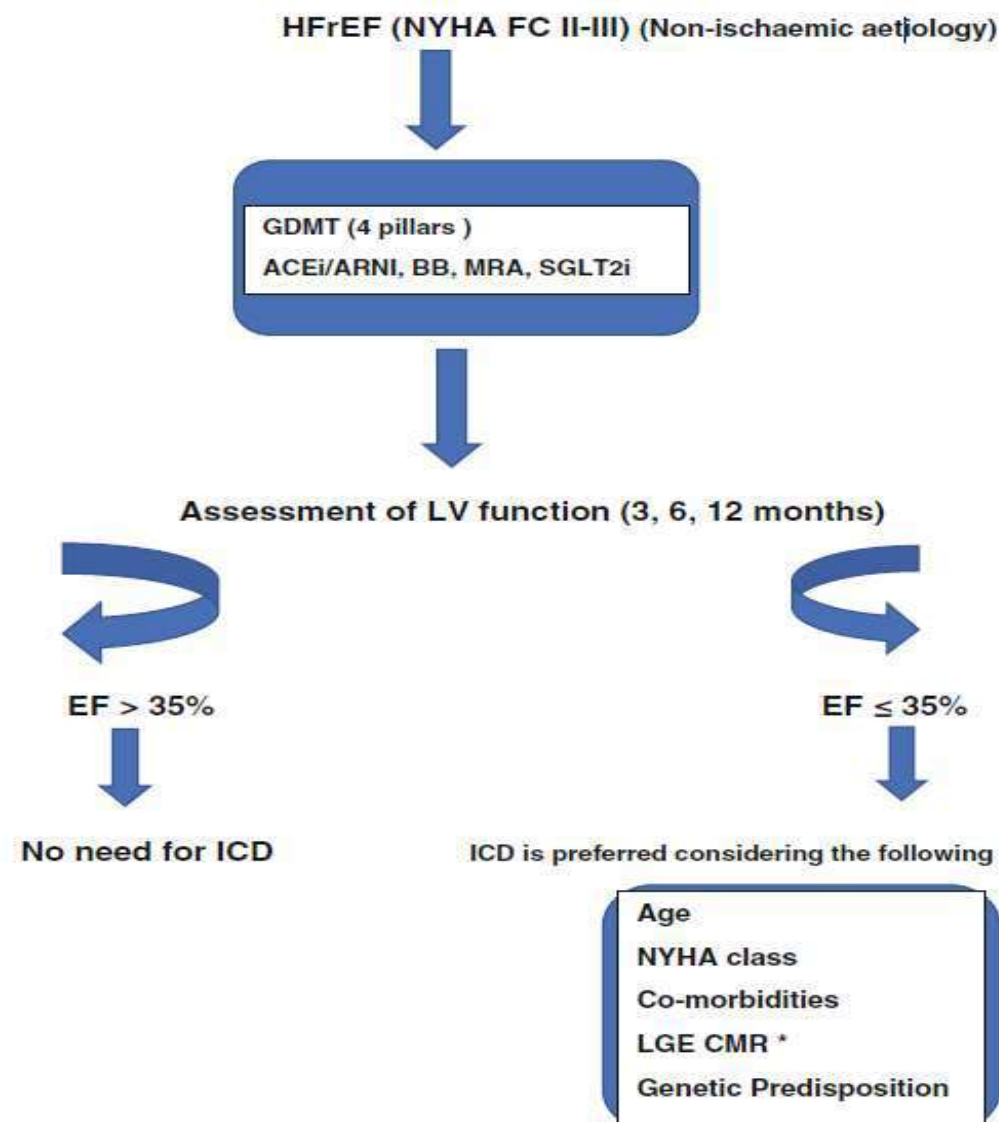 HFrEF (NYHA FC II-III) (Non-ischaemic aetiology)
GDMT (4 pillars )
ACEi/ARNI, BB, MRA, SGLT2i
Assessment of LV function (3, 6, 12 months)
EF > 35%
EF ≤ 35%
No need for ICD
ICD is preferred considering the following
Age
NYHA class
Co-morbidities
LGE CMR *
Genetic Predisposition